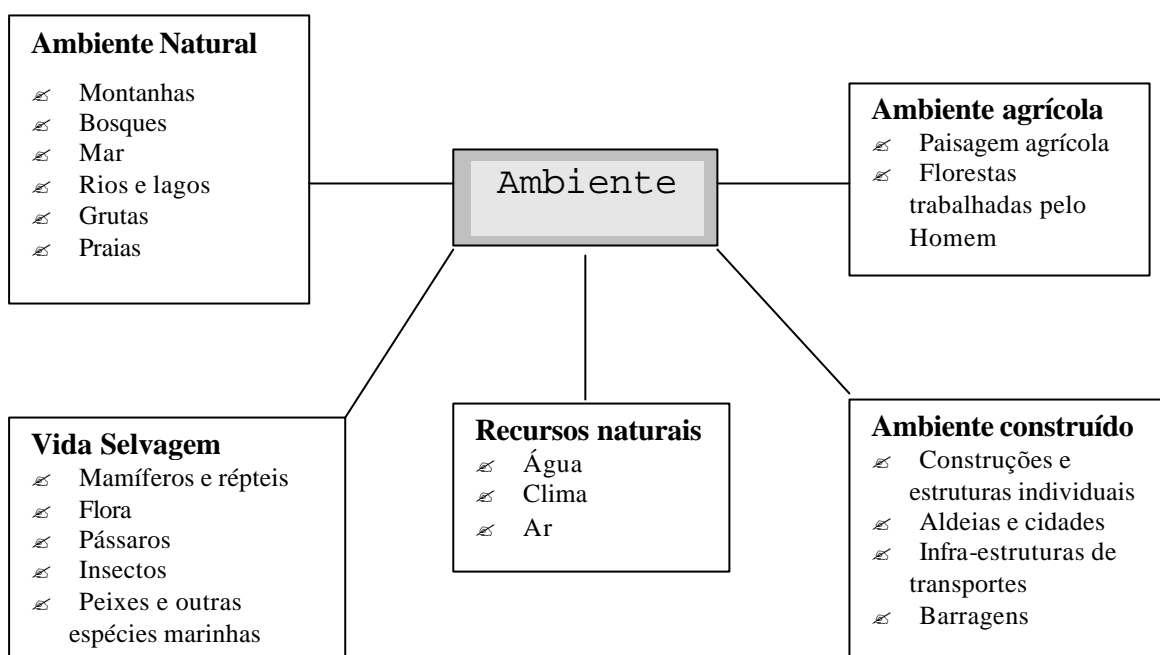 Ambiente Natural
Montanhas
Bosques
Mar
Rios e lagos
Grutas
Praias
Ambiente
Ambiente agrícola
Paisagem agrícola
Florestas
trabalhadas pelo
Homem
Vida Selvagem
Mamíferos e répteis
Flora
Pássaros
Insectos
Peixes e outras
espécies marinhas
Recursos naturais
Água
Clima
Ar
Ambiente construído
Construções e
estruturas individuais
Aldeias e cidades
Infra-estruturas de
transportes
Barragens